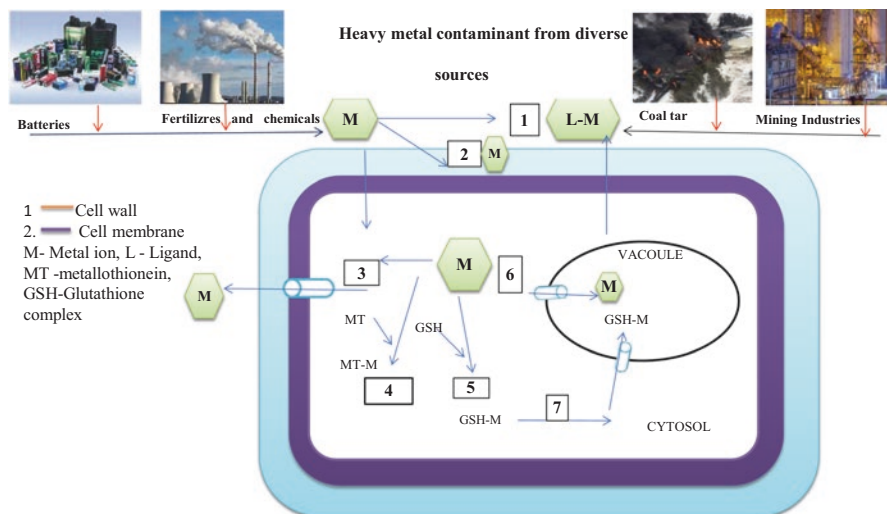 Heavy metal contaminant from diverse
sources
Batteries
Fertilizres and chemicals
M
1
L-M
Coal tar
Mining Industries
2
M
1 Cell wall
2. Cell membrane
M- Metal ion, L - Ligand,
MT -metallothionein,
GSH-Glutathione
complex
M
3
M
6
VACOULE
M
GSH-M
MT
GSH
MT-M
4
5
GSH-M
7
CYTOSOL